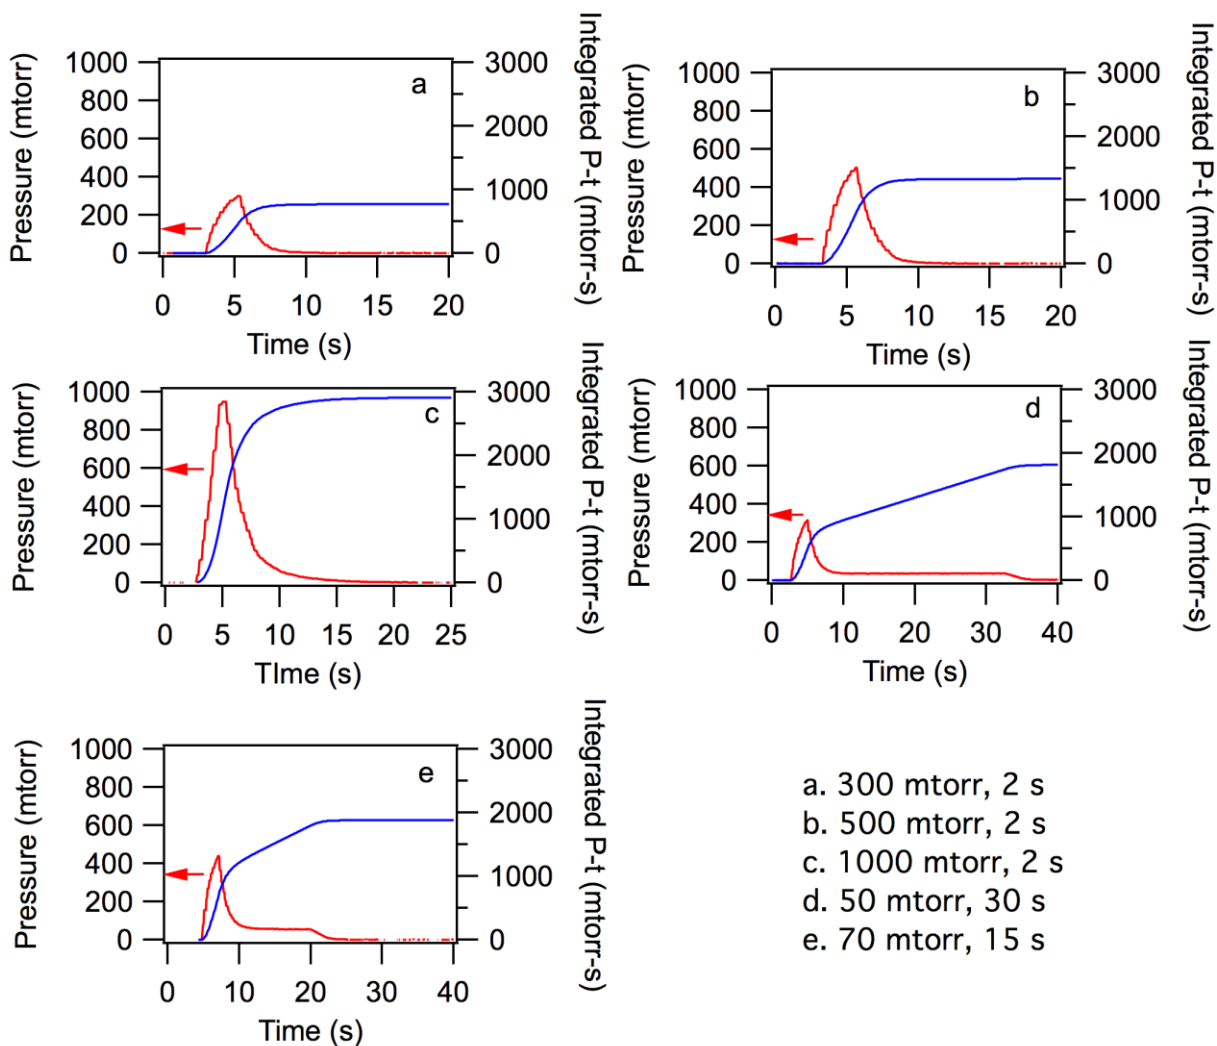 Pressure (mtorr)
1000
800
600
400
200
0
a
3000
2000
1000
0
Integrated P-t (mtorr-s)
0 5 10 15 20
Time (s)
Pressure (mtorr)
1000
800
600
400
200
0
b
3000
2000
1000
0
Integrated P-t (mtorr-s)
0 5 10 15 20
Time (s)
Pressure (mtorr)
1000
800
600
400
200
0
c
3000
2000
1000
0
Integrated P-t (mtorr-s)
0 5 10 15 20 25
TIme (s)
Pressure (mtorr)
1000
800
600
400
200
0
d
3000
2000
1000
0
Integrated P-t (mtorr-s)
0 10 20 30 40
Time (s)
Pressure (mtorr)
1000
800
600
400
200
0
e
3000
2000
1000
0
Integrated P-t (mtorr-s)
0 10 20 30 40
Time (s)
a. 300 mtorr, 2 s
b. 500 mtorr, 2 s
c. 1000 mtorr, 2 s
d. 50 mtorr, 30 s
e. 70 mtorr, 15 s